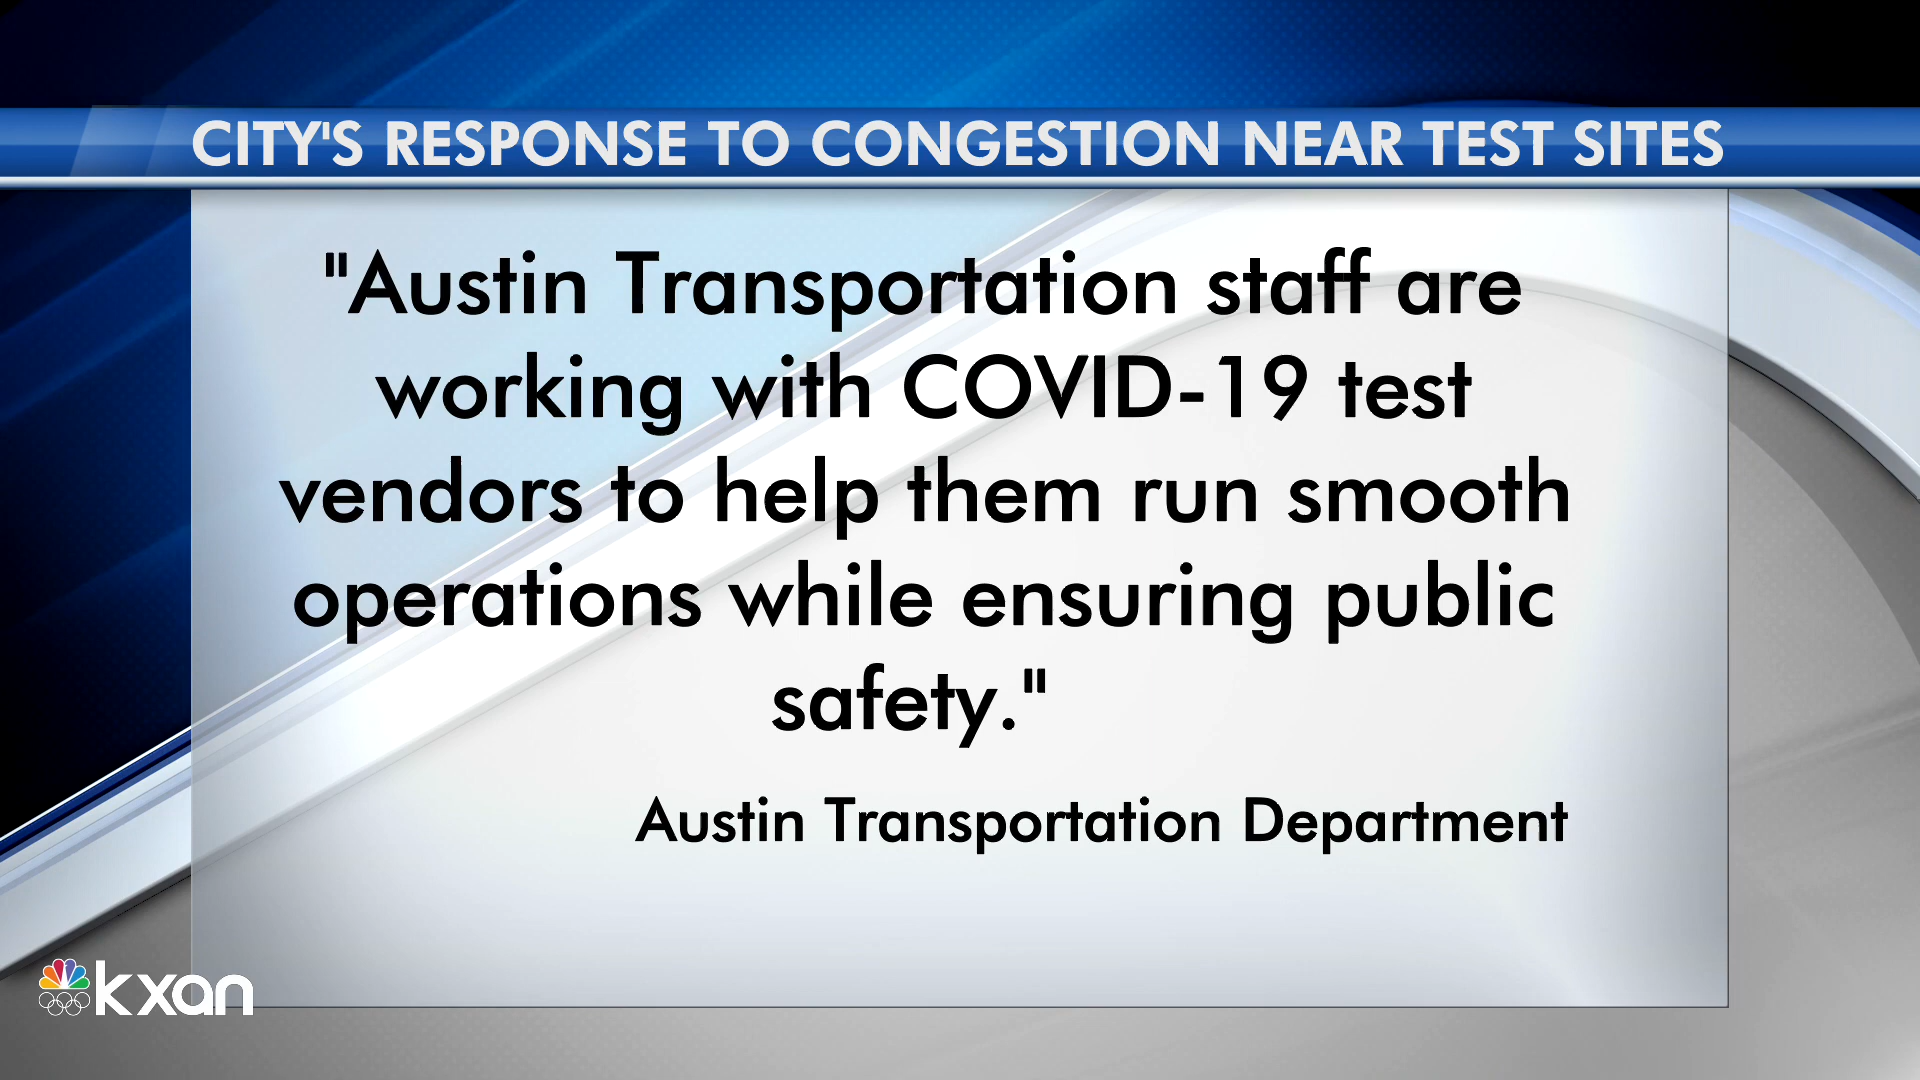 CITY'S RESPONSE TO CONGESTION NEAR TEST SITES
"Austin Transportation staff are
working with COVID-19 test
vendors to help them run smooth
operations while ensuring public
safety."
Austin Transportation Department
kxan